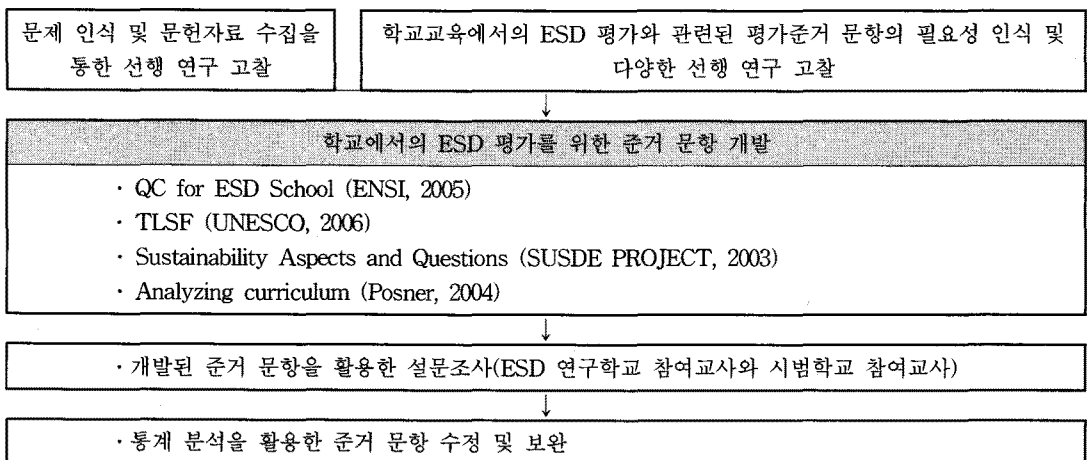 문제 인식 및 문헌자료 수집을
통한 선행 연구 고찰
학교교육에서의 ESD 평가와 관련된 평가준거 문항의 필요성 인식 및
다양한 선행 연구 고찰
↓
학교에서의 ESD 평가를 위한 준거 문항 개발
· QC for ESD School (ENSI, 2005)
· TLSF (UNESCO, 2006)
· Sustainability Aspects and Questions (SUSDE PROJECT, 2003)
· Analyzing curriculum (Posner, 2004)
↓
· 개발된 준거 문항을 활용한 설문조사(ESD 연구학교 참여교사와 시범학교 참여교사)
↓
· 통계 분석을 활용한 준거 문항 수정 및 보완